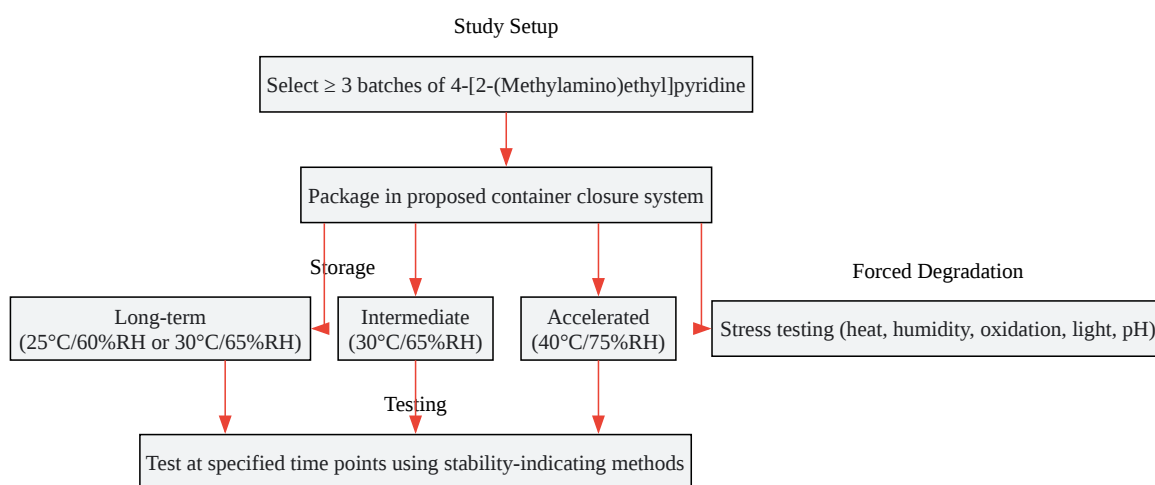 Study Setup
Select ≥ 3 batches of 4-[2-(Methylamino)ethyl]pyridine
Package in proposed container closure system
Storage
Forced Degradation
Long-term
(25°C/60%RH or 30°C/65%RH)
Intermediate
(30°C/65%RH)
Accelerated
(40°C/75%RH)
Stress testing (heat, humidity, oxidation, light, pH)
Testing
Test at specified time points using stability-indicating methods